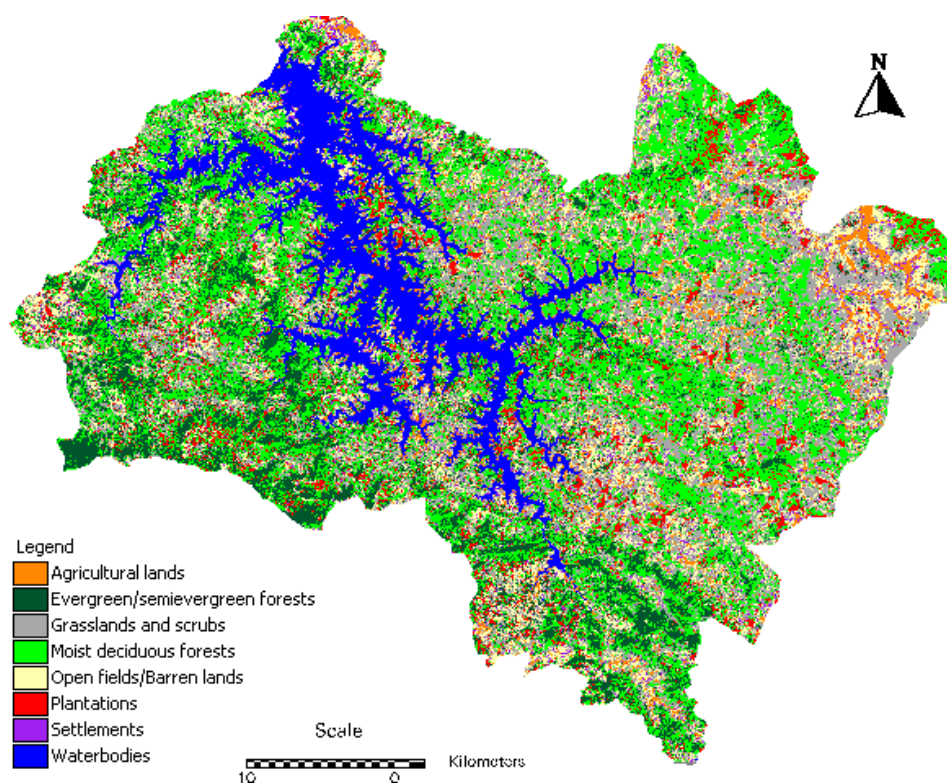 N
Legend
Agricultural lands
Evergreen/semievergreen forests
Grasslands and scrubs
Moist deciduous forests
Open fields/Barren lands
Plantations
Settlements
Waterbodies
Scale
10 0 Kilometers